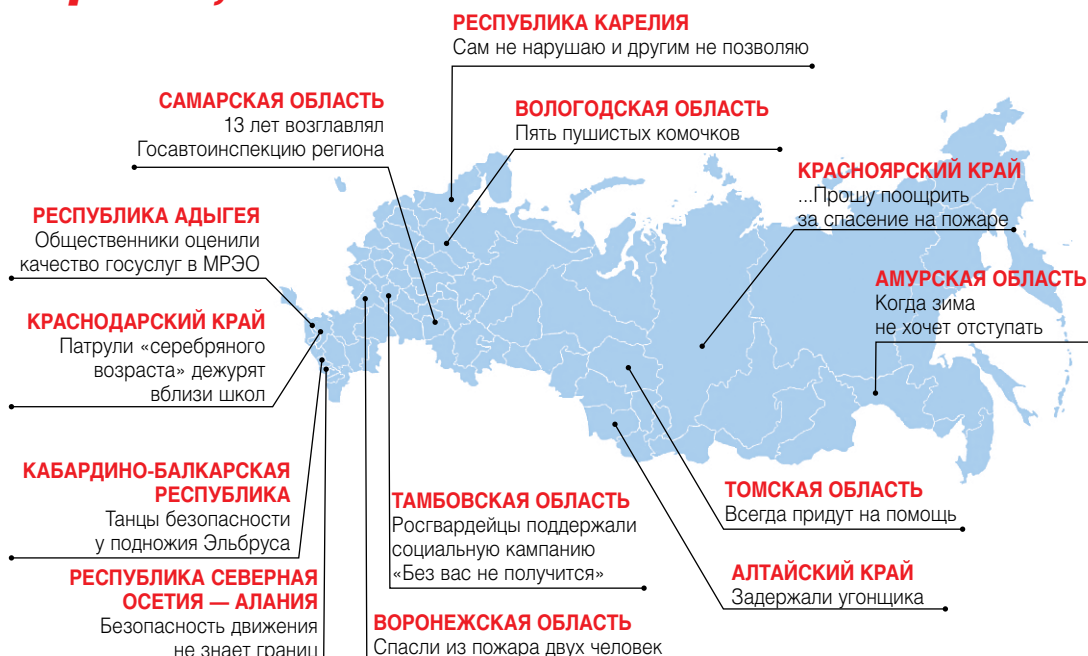 РЕСПУБЛИКА КАРЕЛИЯ
Сам не нарушаю и другим не позволяю
САМАРСКАЯ ОБЛАСТЬ
13 лет возглавлял
Госавтоинспекцию региона
ВОЛОГОДСКАЯ ОБЛАСТЬ
Пять пушистых комочков
КРАСНОЯРСКИЙ КРАЙ
...Прошу поощрить
за спасение на пожаре
РЕСПУБЛИКА АДЫГЕЯ
Общественники оценили
качество госуслуг в МРЭО
АМУРСКАЯ ОБЛАСТЬ
Когда зима
не хочет отступать
КРАСНОДАРСКИЙ КРАЙ
Патрули «серебряного
возраста» дежурят
вблизи школ
КАБАРДИНО-БАЛКАРСКАЯ
РЕСПУБЛИКА
Танцы безопасности
у подножия Эльбруса
ТАМБОВСКАЯ ОБЛАСТЬ
Росгвардейцы поддержали
социальную кампанию
«Без вас не получится»
ТОМСКАЯ ОБЛАСТЬ
Всегда придут на помощь
АЛТАЙСКИЙ КРАЙ
Задержали угонщика
РЕСПУБЛИКА СЕВЕРНАЯ
ОСЕТИЯ — АЛАНИЯ
Безопасность движения
не знает границ
ВОРОНЕЖСКАЯ ОБЛАСТЬ
Спасли из пожара двух человек